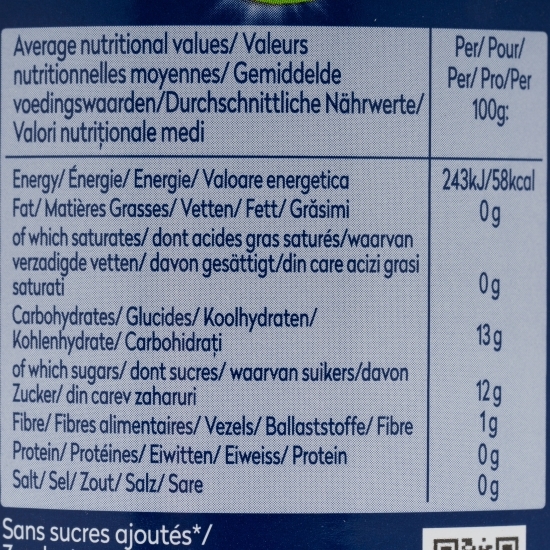 Average nutritional values/ Valeurs
nutritionnelles moyennes/ Gemiddelde
voedingswaarden/Durchschnittliche Nährwerte/
Valori nutriționale medi
Per/ Pour/
Per/ Pro/Per
100g:
Energy/ Énergie/ Energie/ Valoare energetica 243kJ/58kcal
Fat/ Matières Grasses/ Vetten/ Fett/ Grăsimi 0g
of which saturates/ dont acides gras saturés/waarvan
verzadigde vetten/ davon gesättigt/din care acizi grasi
saturati 0g
Carbohydrates/ Glucides/ Koolhydraten/
Kohlenhydrate/ Carbohidrați 13g
of which sugars/ dont sucres/ waarvan suikers/davon
Zucker/ din carev zaharuri 12g
Fibre/ Fibres alimentaires/ Vezels/ Ballaststoffe/ Fibre 1g
Protein/ Protéines/ Eiwitten/ Eiweiss/ Protein 0g
Salt/ Sel/ Zout/ Salz/ Sare 0g
Sans sucres ajoutés*/